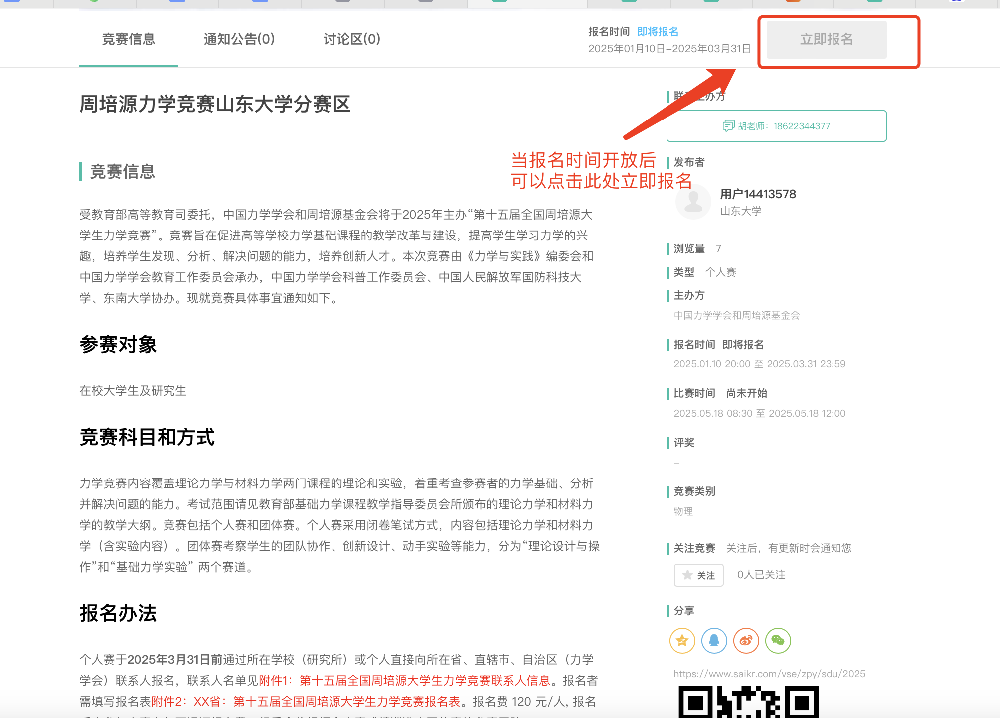 竞赛信息
通知公告(0)
讨论区(0)
报名时间 即将报名
2025年01月10日-2025年03月31日
立即报名
周培源力学竞赛山东大学分赛区
竞赛信息
受教育部高等教育司委托，中国力学学会和周培源基金会将于2025年主办“第十五届全国周培源大
学生力学竞赛”。竞赛旨在促进高等学校力学基础课程的教学改革与建设，提高学生学习力学的兴
趣，培养学生发现、分析、解决问题的能力，培养创新人才。本次竞赛由《力学与实践》编委会和
中国力学学会教育工作委员会承办，中国力学学会科普工作委员会、中国人民解放军国防科技大
学、东南大学协办。现就竞赛具体事宜通知如下。
参赛对象
在校大学生及研究生
竞赛科目和方式
力学竞赛内容覆盖理论力学与材料力学两门课程的理论和实验，着重考查参赛者的力学基础、分析
并解决问题的能力。考试范围请见教育部基础力学课程教学指导委员会所颁布的理论力学和材料力
学的教学大纲。竞赛包括个人赛和团体赛。个人赛采用闭卷笔试方式，内容包括理论力学和材料力
学（含实验内容）。团体赛考察学生的团队协作、创新设计、动手实验等能力，分为“理论设计与操
作”和“基础力学实验” 两个赛道。
报名办法
个人赛于2025年3月31日前通过所在学校（研究所）或个人直接向所在省、直辖市、自治区（力学
学会）联系人报名，联系人名单见附件1：第十五届全国周培源大学生力学竞赛联系人信息。报名者
需填写报名表附件2：XX省：第十五届全国周培源大学生力学竞赛报名表。报名费 120 元/人, 报名
当报名时间开放后
可以点击此处立即报名
办方
胡老师：18622344377
发布者
用户14413578
山东大学
浏览量 7
类型 个人赛
主办方
中国力学学会和周培源基金会
报名时间 即将报名
2025.01.10 20:00 至 2025.03.31 23:59
比赛时间 尚未开始
2025.05.18 08:30 至 2025.05.18 12:00
评奖
–
竞赛类别
物理
关注竞赛 关注后，有更新时会通知您
关注 0人已关注
分享
https://www.saikr.com/vse/zpy/sdu/2025